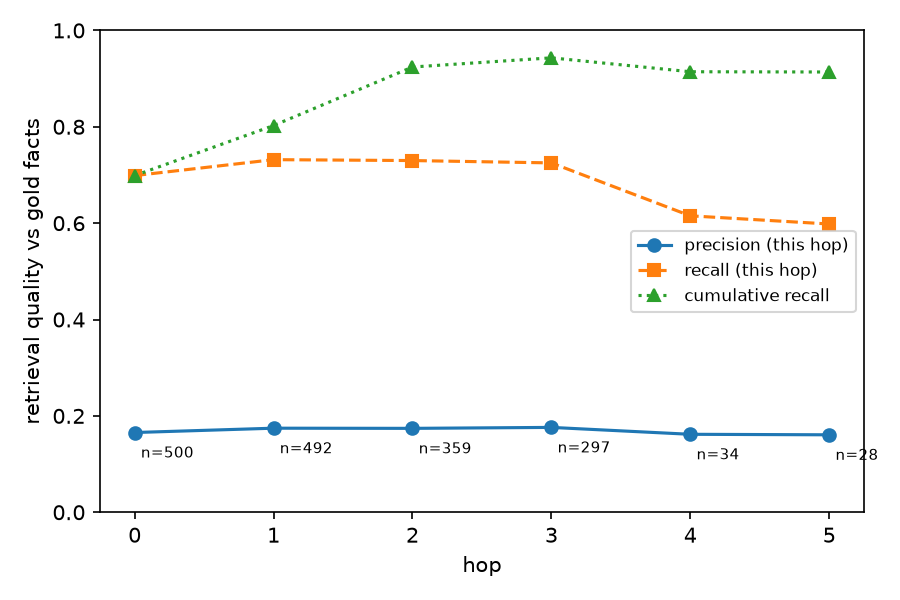 retrieval quality vs gold facts
1.0
0.8
0.6
0.4
0.2
0.0
precision (this hop)
recall (this hop)
cumulative recall
n=500
n=492
n=359
n=297
n=34
n=28
0 1 2 3 4 5
hop